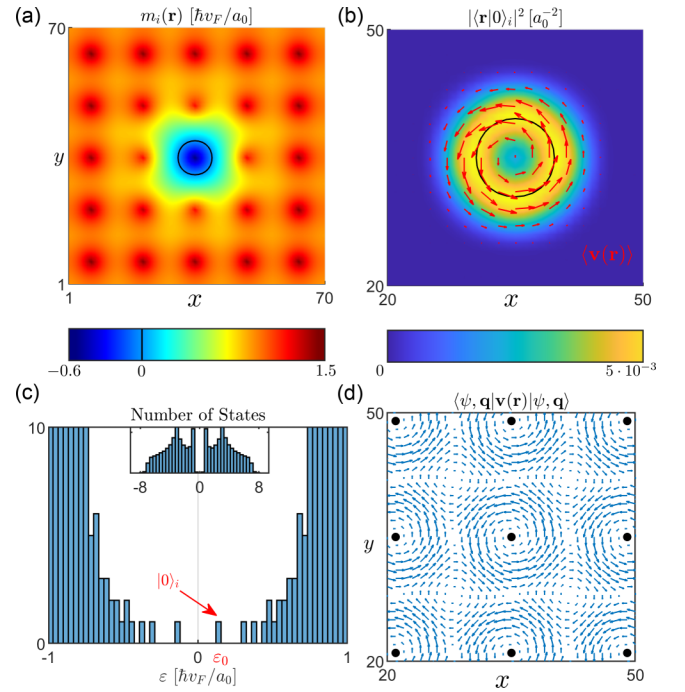 (a)
m_i(r) [ħv_F/a_0]
70
y
1
1
x
70
−0.6
0
1.5
(b)
|⟨r|0⟩_i|² [a_0^{-2}]
50
⟨v(r)⟩
20
20
x
50
0
5·10^{-3}
(c)
Number of States
-8
0
8
10
|0⟩_i
0
-1
0
ε_0
1
ε [ħv_F/a_0]
(d)
⟨ψ, q|v(r)|ψ, q⟩
50
y
20
20
x
50